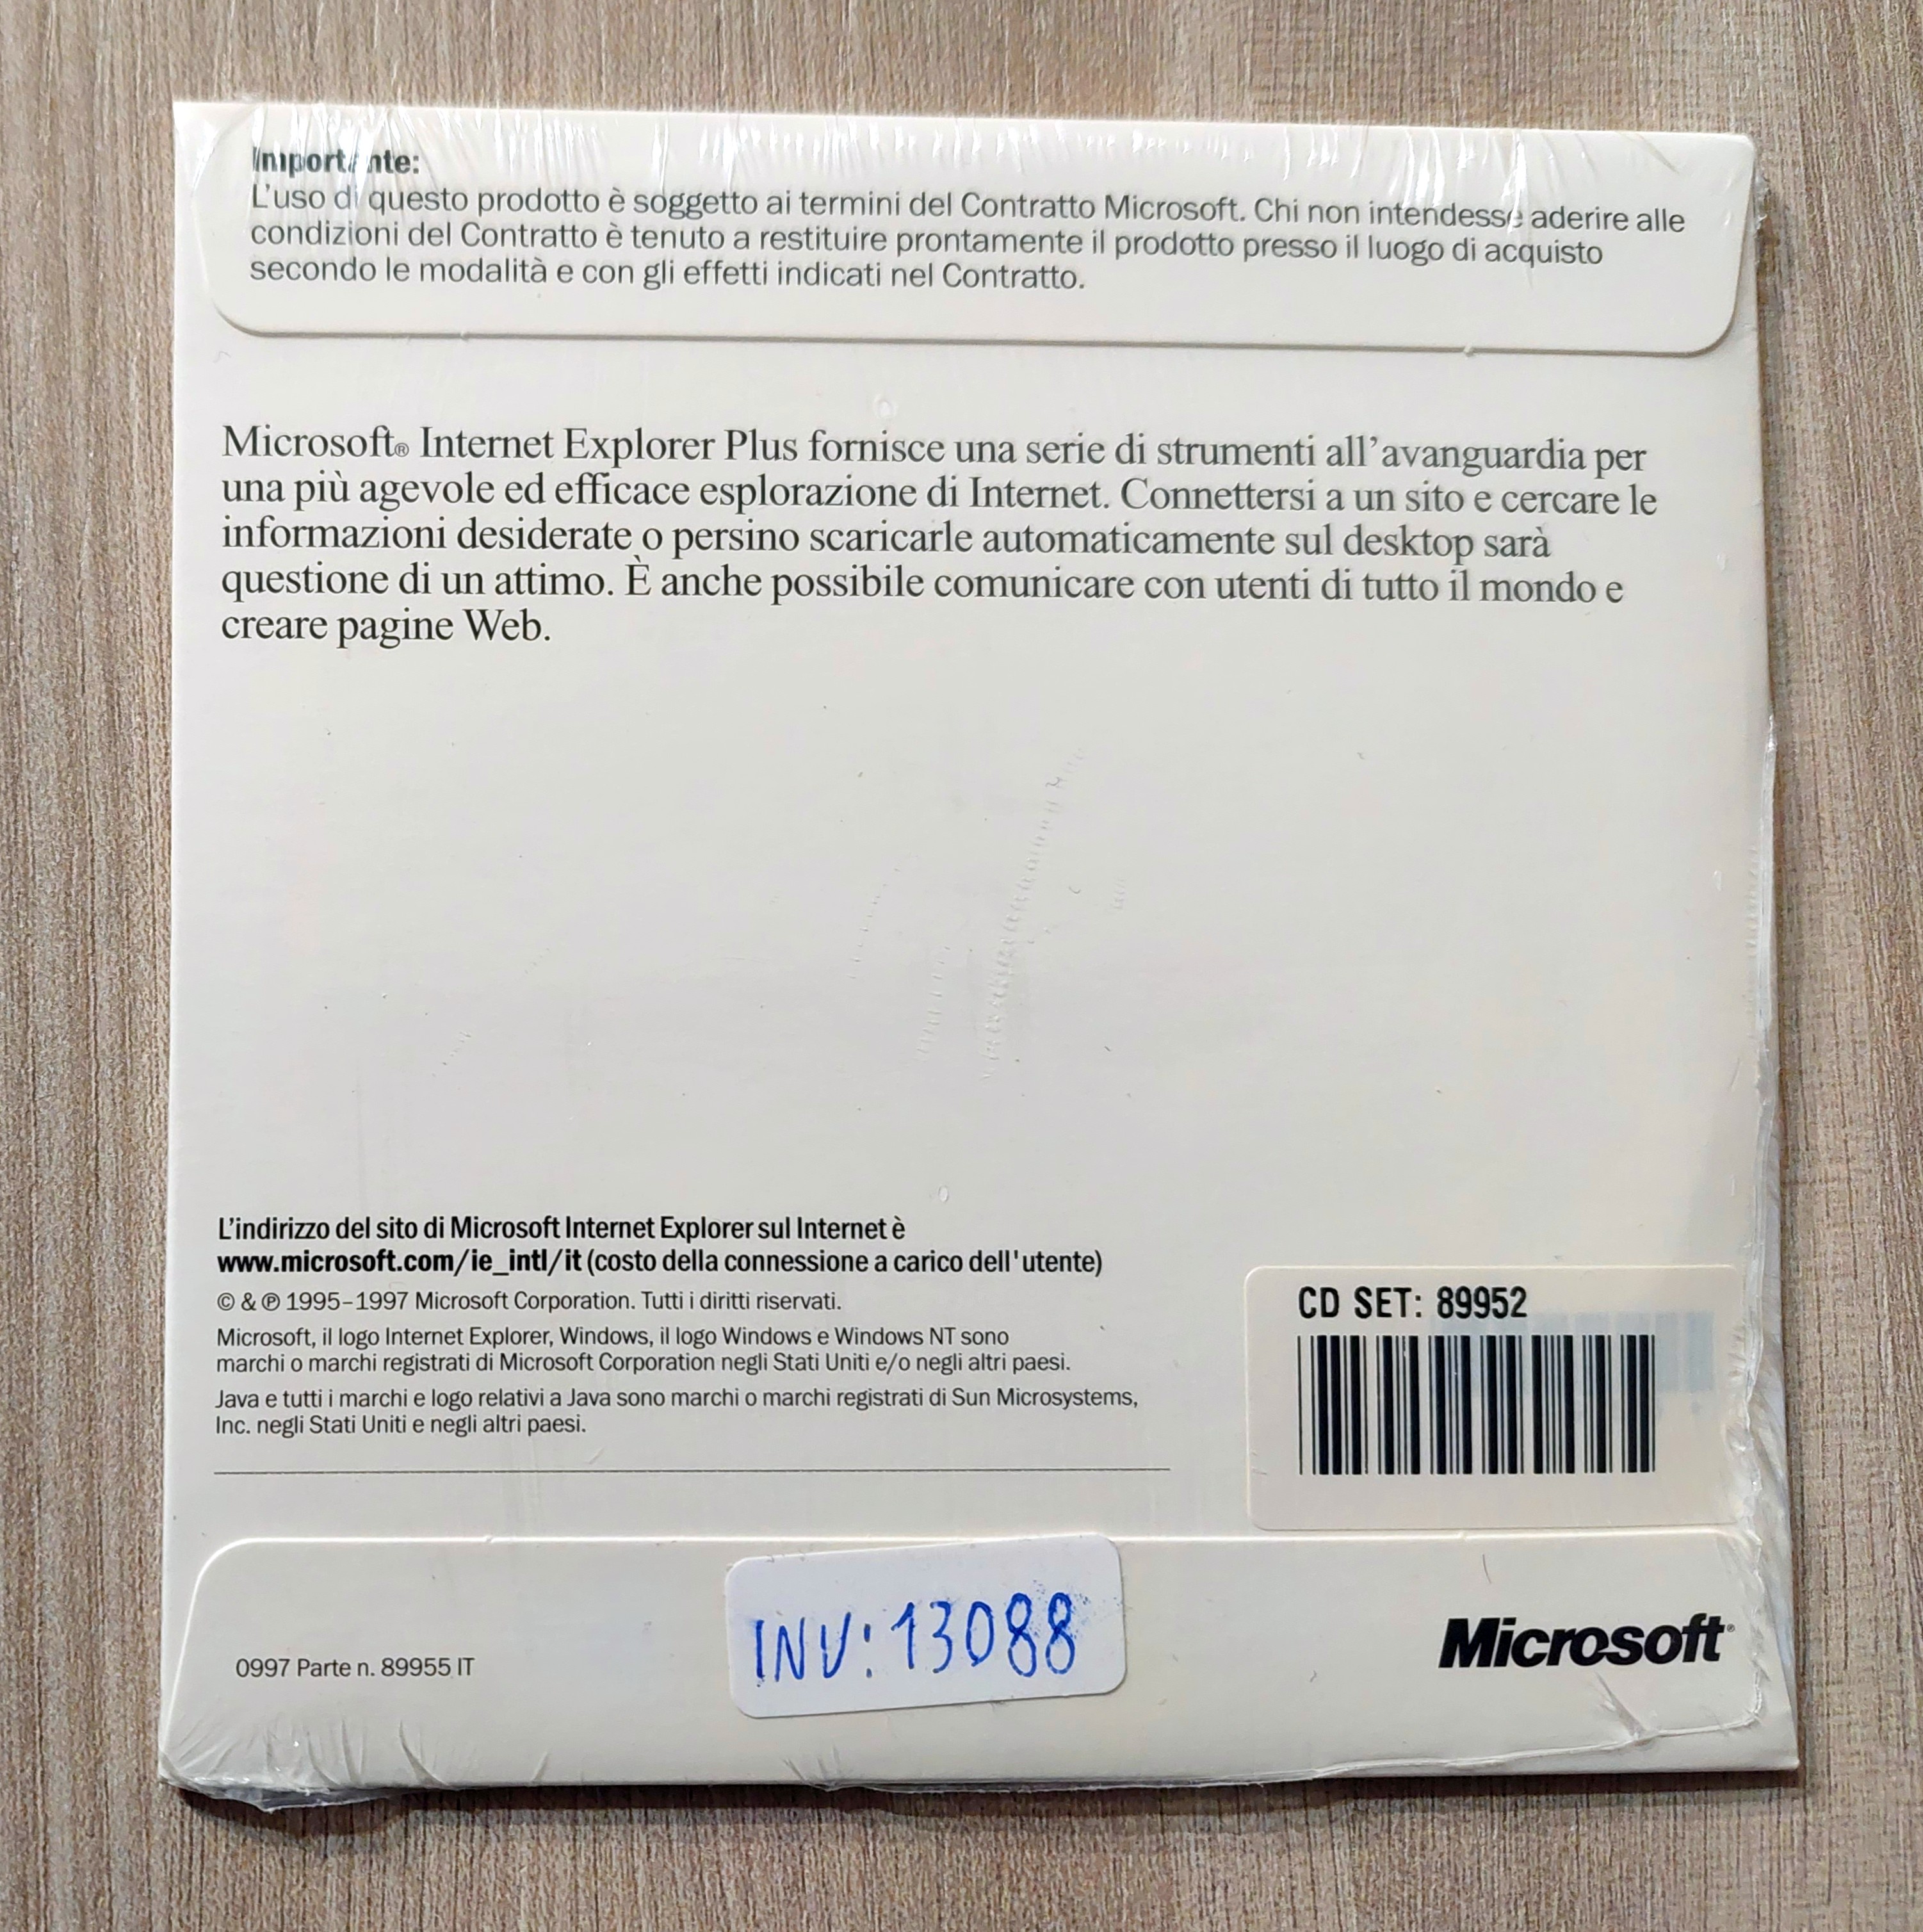 Importante:
L'uso di questo prodotto è soggetto ai termini del Contratto Microsoft. Chi non intendesse aderire alle
condizioni del Contratto è tenuto a restituire prontamente il prodotto presso il luogo di acquisto
secondo le modalità e con gli effetti indicati nel Contratto.
Microsoft® Internet Explorer Plus fornisce una serie di strumenti all'avanguardia per
una più agevole ed efficace esplorazione di Internet. Connettersi a un sito e cercare le
informazioni desiderate o persino scaricarle automaticamente sul desktop sarà
questione di un attimo. È anche possibile comunicare con utenti di tutto il mondo e
creare pagine Web.
L'indirizzo del sito di Microsoft Internet Explorer sul Internet è
www.microsoft.com/ie_intl/it (costo della connessione a carico dell'utente)
© & ℗ 1995–1997 Microsoft Corporation. Tutti i diritti riservati.
Microsoft, il logo Internet Explorer, Windows, il logo Windows e Windows NT sono
marchi o marchi registrati di Microsoft Corporation negli Stati Uniti e/o negli altri paesi.
Java e tutti i marchi e logo relativi a Java sono marchi o marchi registrati di Sun Microsystems,
Inc. negli Stati Uniti e negli altri paesi.
CD SET: 89952
0997 Parte n. 89955 IT
INV: 13088
Microsoft®